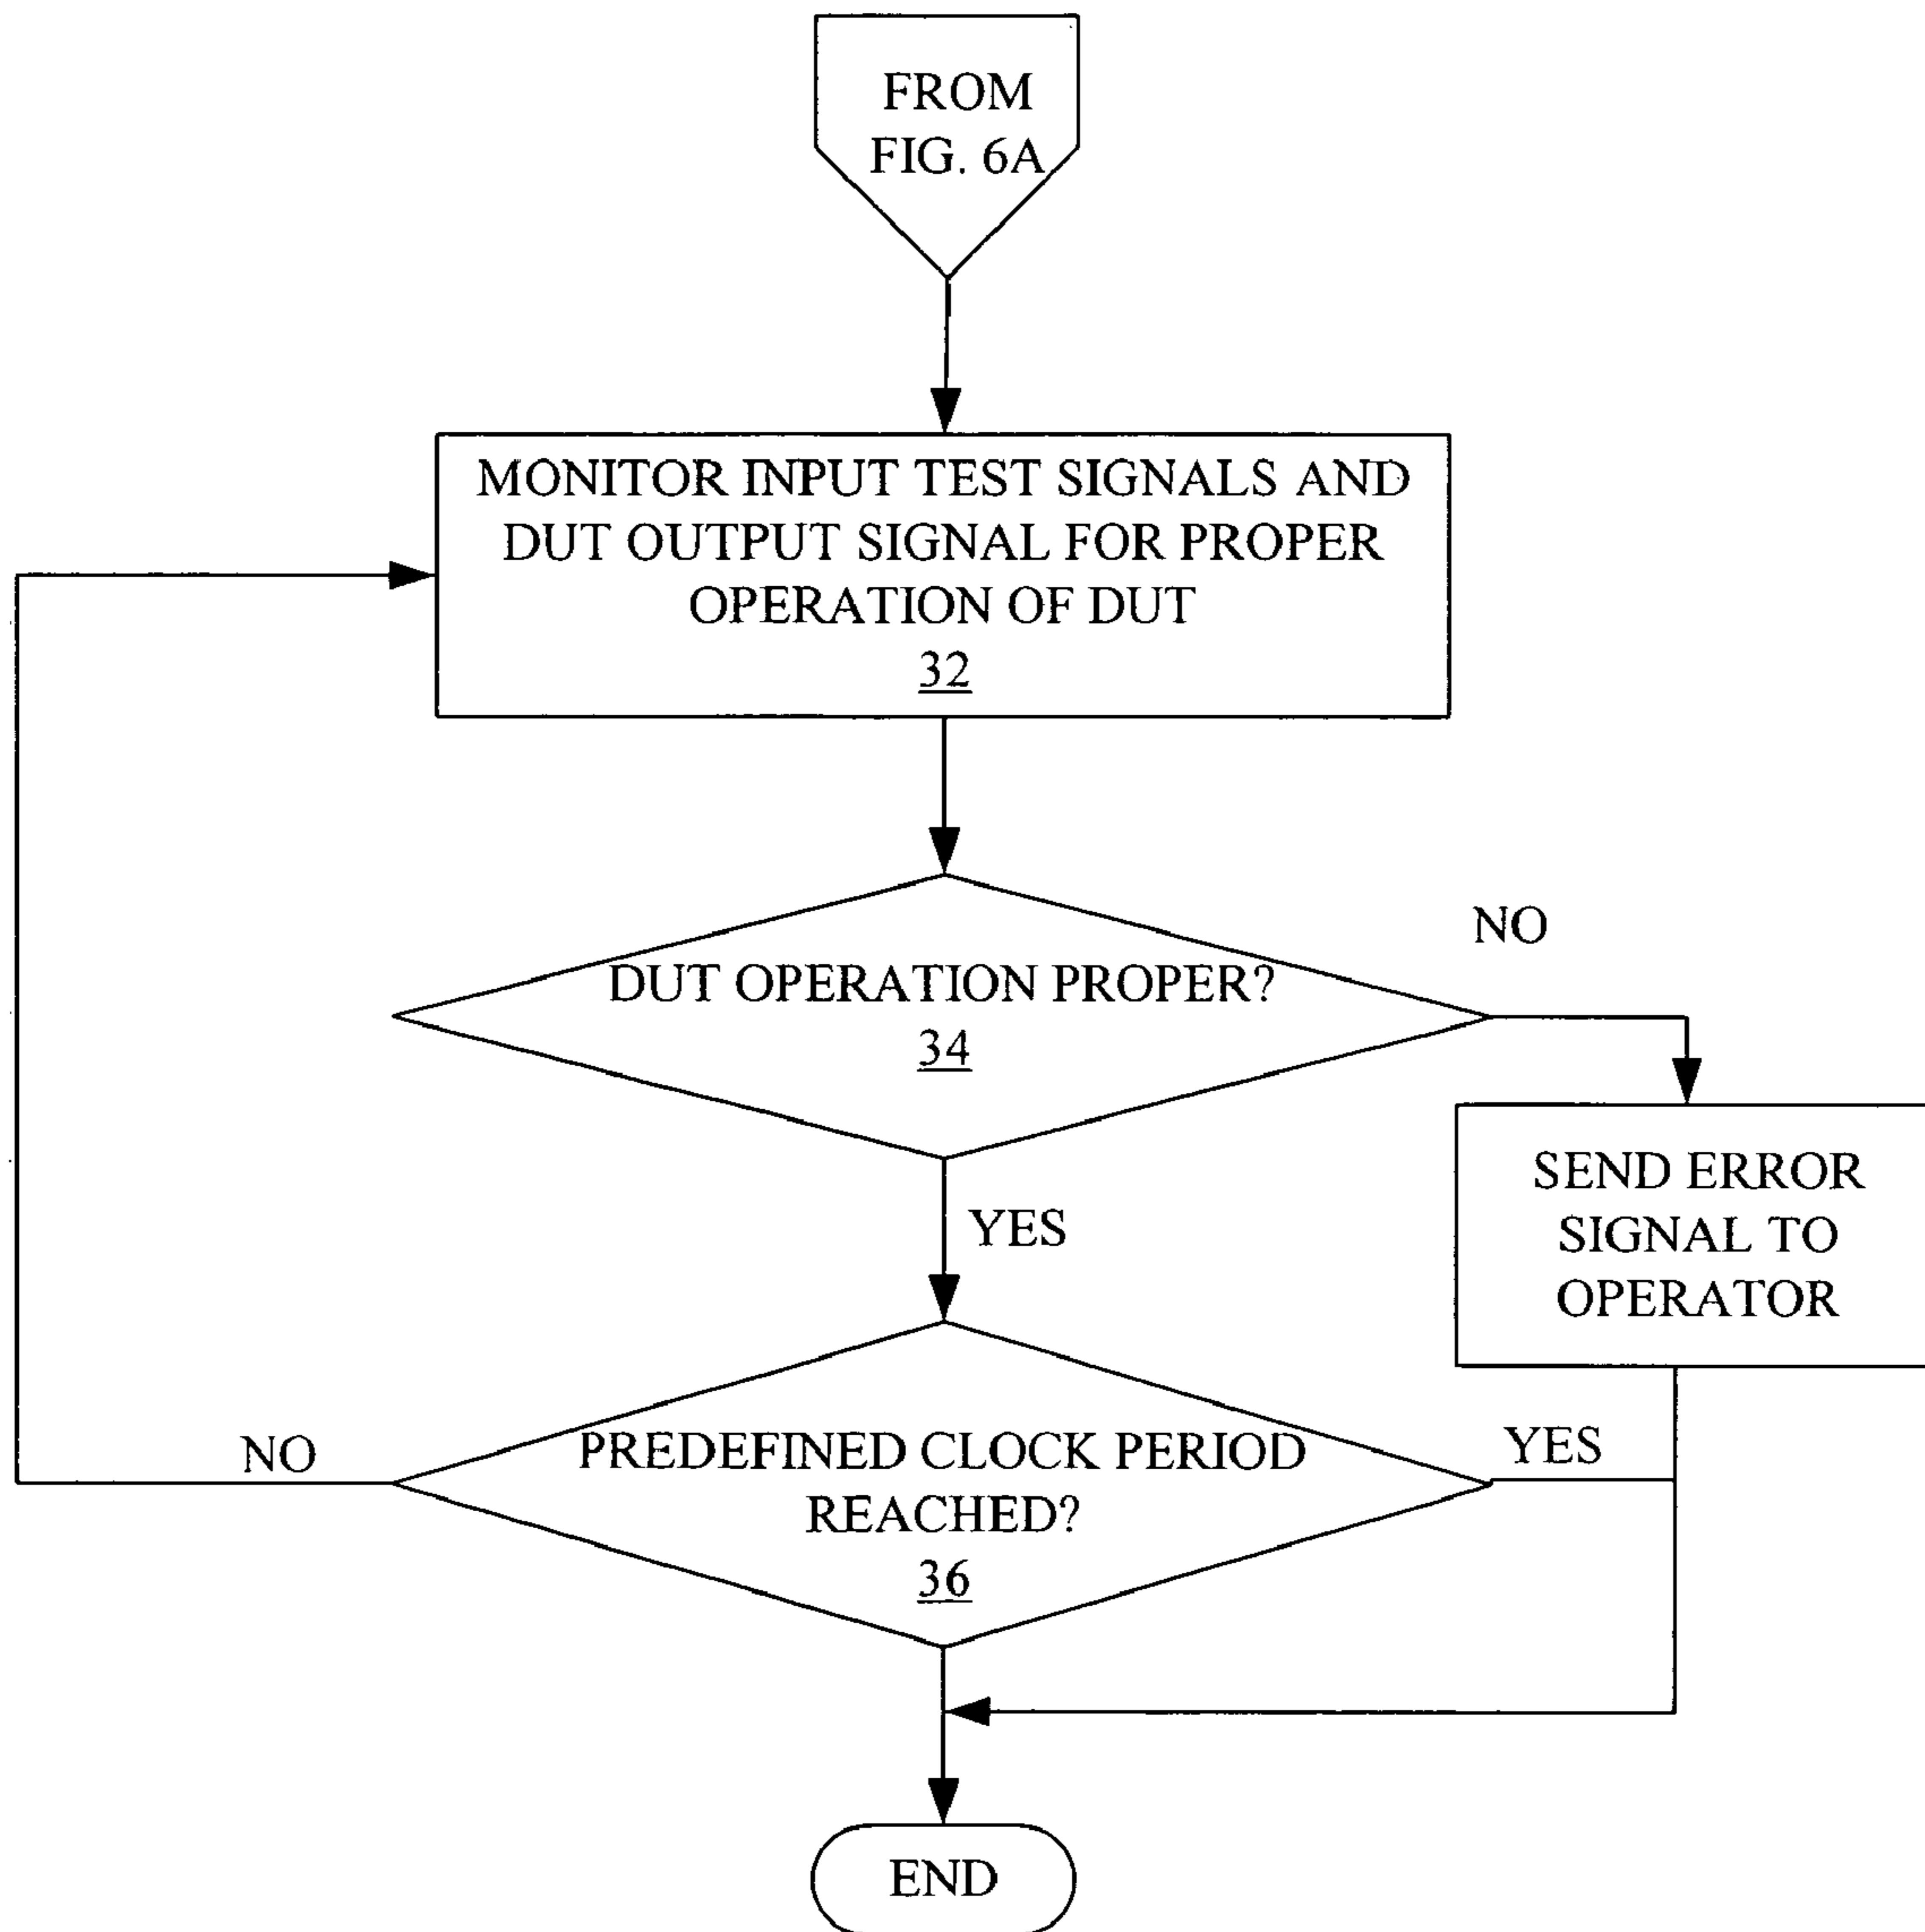 FROM
FIG. 6A
MONITOR INPUT TEST SIGNALS AND
DUT OUTPUT SIGNAL FOR PROPER
OPERATION OF DUT
32
NO
DUT OPERATION PROPER?
34
SEND ERROR
SIGNAL TO
OPERATOR
YES
NO
PREDEFINED CLOCK PERIOD
REACHED?
36
YES
END